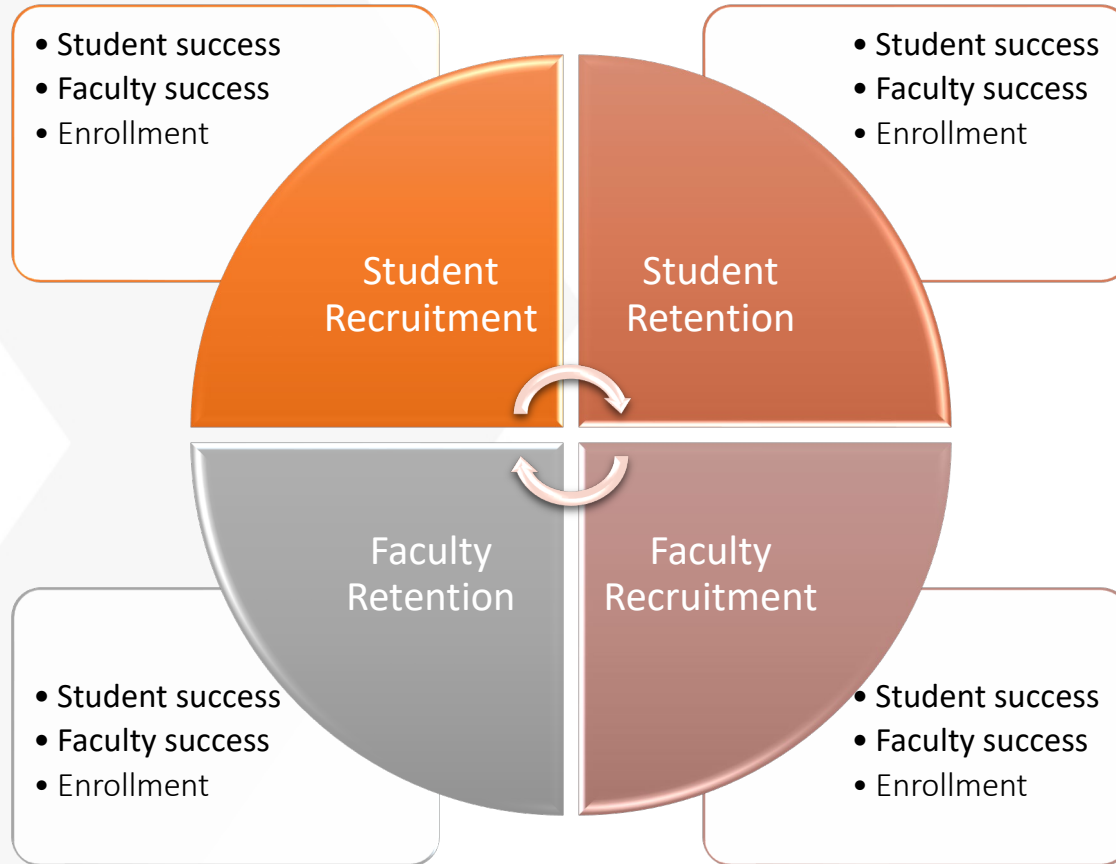 • Student success
• Faculty success
• Enrollment
• Student success
• Faculty success
• Enrollment
Student
Recruitment
Student
Retention
Faculty
Retention
Faculty
Recruitment
• Student success
• Faculty success
• Enrollment
• Student success
• Faculty success
• Enrollment